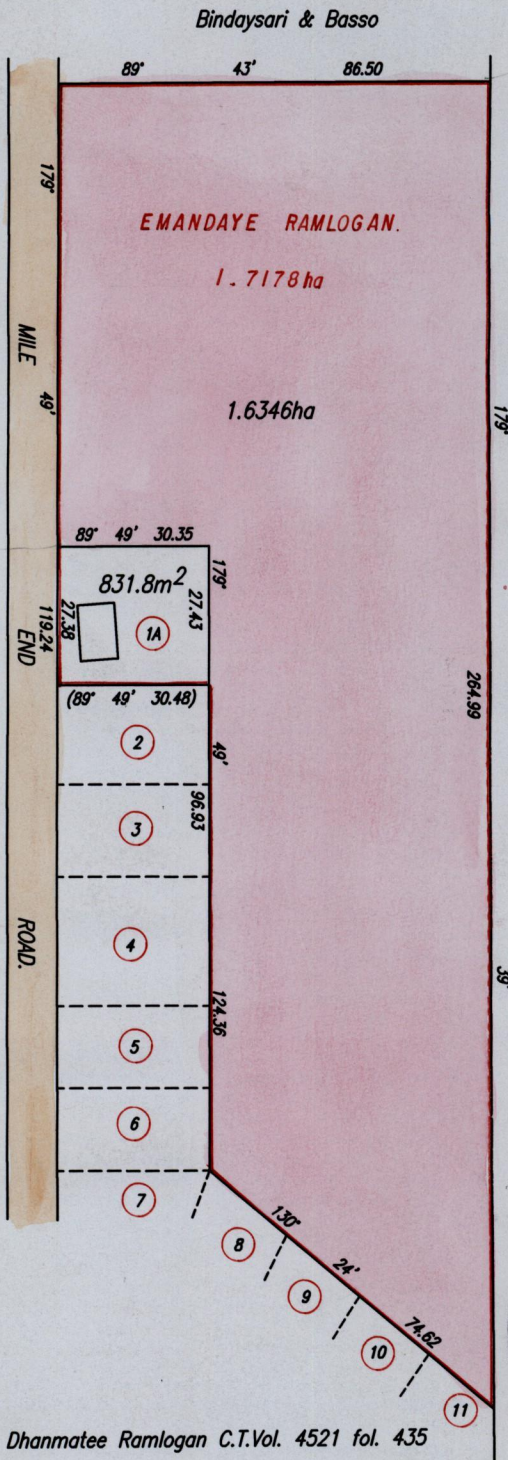 Bindaysari & Basso
89° 43' 86.50
179°
EMANDAYE RAMLOGAN.
1.7178ha
MILE
49'
1.6346ha
179°
89° 49' 30.35
831.8m²
179°
27.43
27.38
1A
119.24
END
(89° 49' 30.48)
264.99
2
49'
96.93
3
ROAD.
4
39'
124.36
5
6
7
130°
8
24'
9
74.62
10
11
Dhanmatee Ramlogan C.T.Vol. 4521 fol. 435